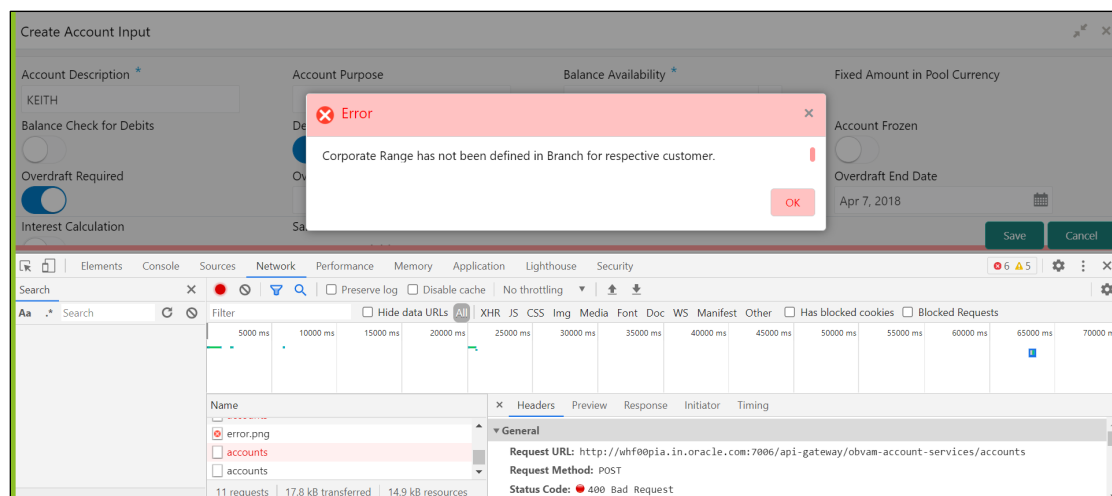 Create Account Input
Account Description *
Account Purpose
Balance Availability *
Fixed Amount in Pool Currency
KEITH
Error
Balance Check for Debits
De
Account Frozen
Corporate Range has not been defined in Branch for respective customer.
Overdraft Required
Ov
Overdraft End Date
OK
Apr 7, 2018
Interest Calculation
Sa
Save Cancel
Elements Console Sources Network Performance Memory Application Lighthouse Security 6 5
Search
Preserve log Disable cache No throttling
Aa .* Search
Filter Hide data URLs All XHR JS CSS Img Media Font Doc WS Manifest Other Has blocked cookies Blocked Requests
5000 ms 10000 ms 15000 ms 20000 ms 25000 ms 30000 ms 35000 ms 40000 ms 45000 ms 50000 ms 55000 ms 60000 ms 65000 ms 70000 m
Name
Headers Preview Response Initiator Timing
error.png
General
accounts
Request URL: http://whf00pia.in.oracle.com:7006/api-gateway/obvam-account-services/accounts
accounts
Request Method: POST
11 requests 17.8 kB transferred 14.9 kB resources
Status Code: 400 Bad Request